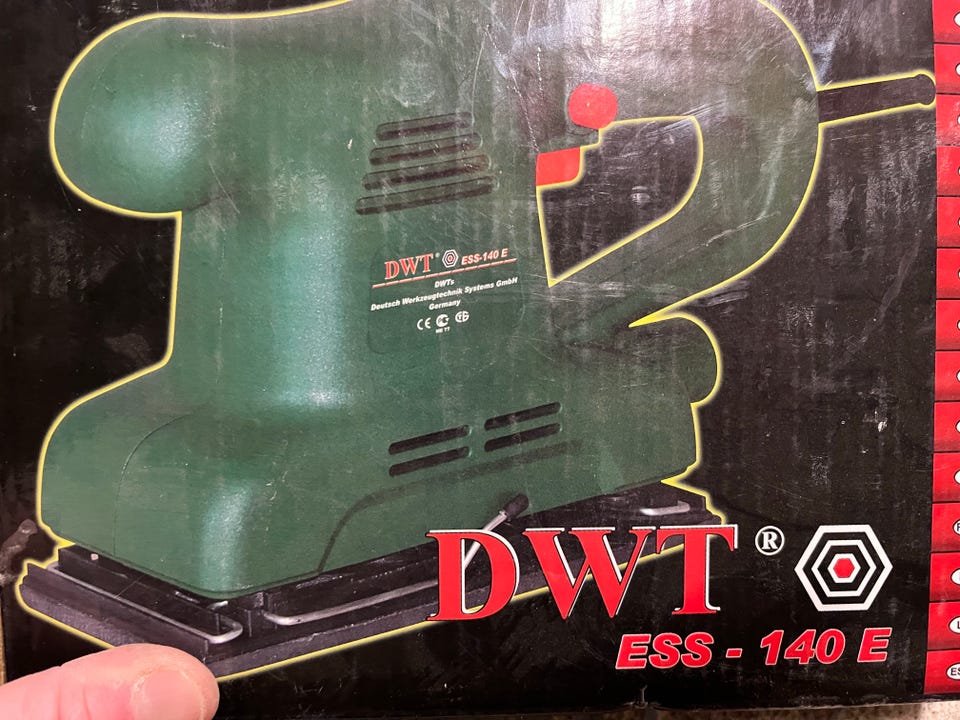 DWT® ESS-140 E
DWTs
Deutsch Werkzeugtechnik Systems GmbH
Germany
CE
DWT®
ESS - 140 E